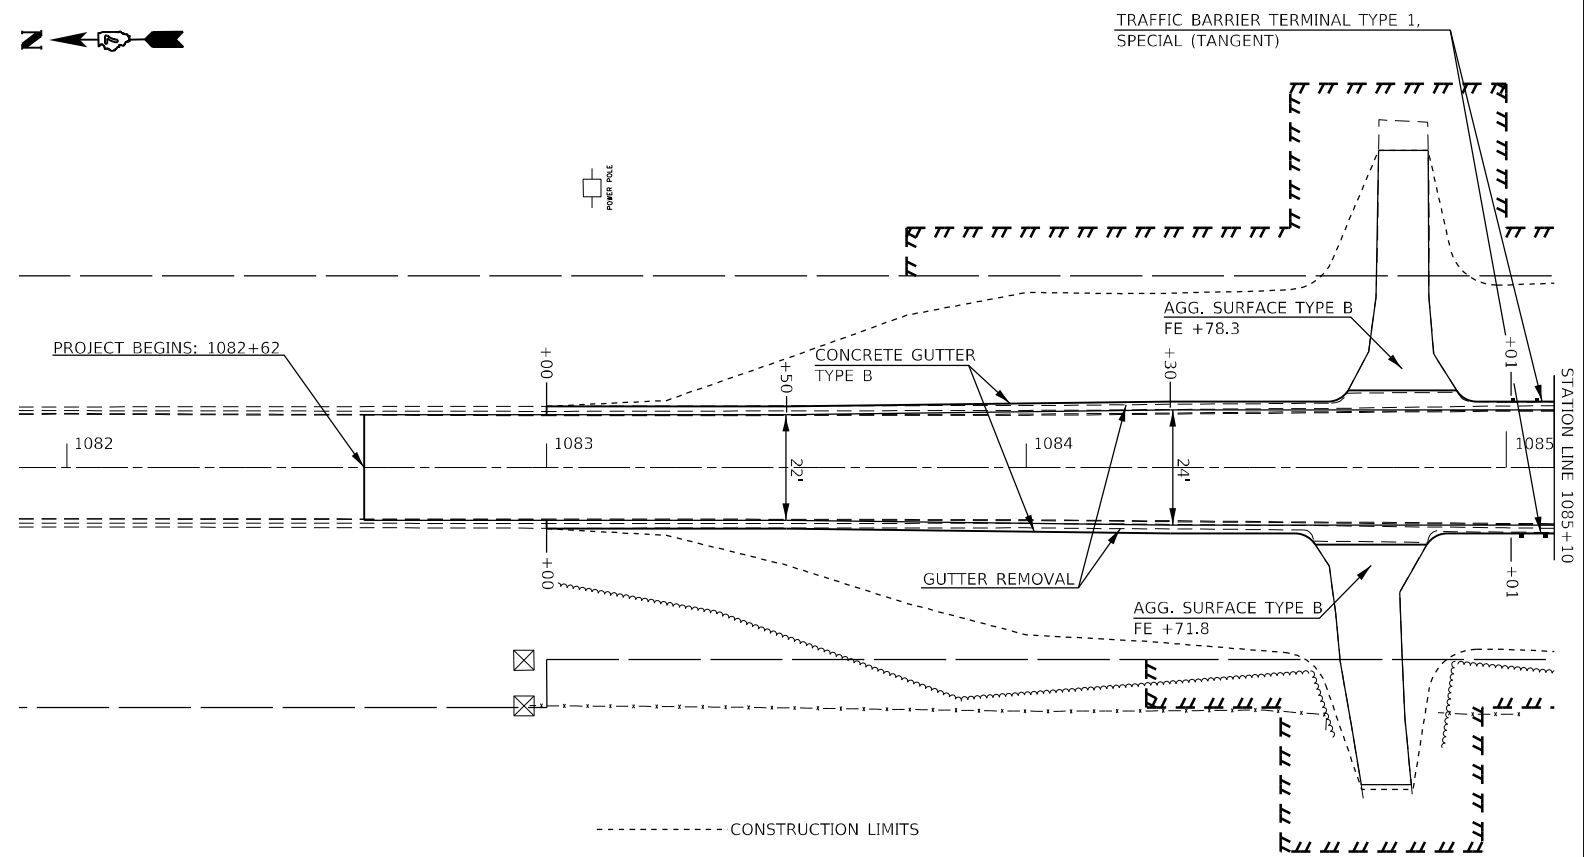 TRAFFIC BARRIER TERMINAL TYPE 1,
SPECIAL (TANGENT)
N
POWER POLE
AGG. SURFACE TYPE B
FE +78.3
PROJECT BEGINS: 1082+62
+00
CONCRETE GUTTER
TYPE B
+50
+30
+01
1082
1083
1084
1085
22'
24'
STATION LINE 1085+10
+00
GUTTER REMOVAL
+01
AGG. SURFACE TYPE B
FE +71.8
CONSTRUCTION LIMITS